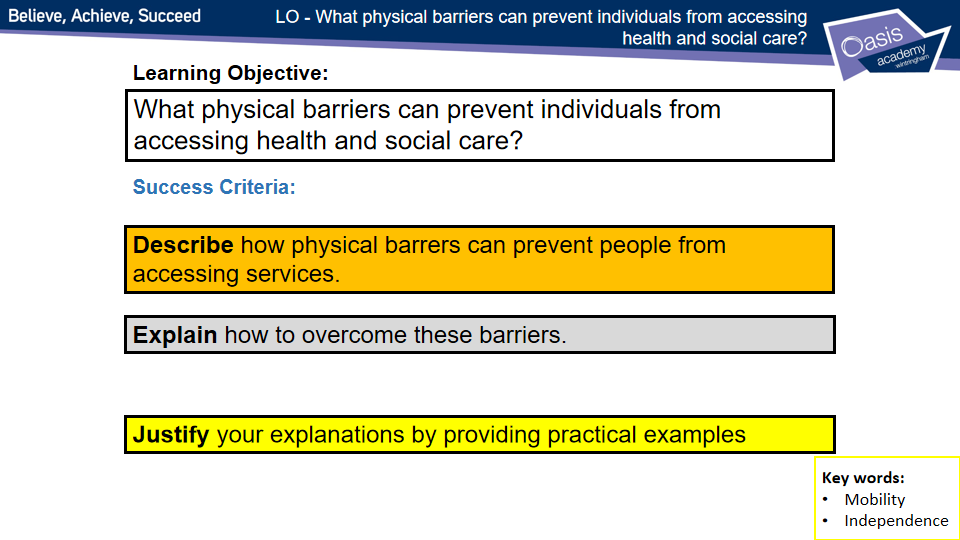 Believe, Achieve, Succeed
LO - What physical barriers can prevent individuals from accessing
health and social care?
Oasis
academy
wintringham
Learning Objective:
What physical barriers can prevent individuals from
accessing health and social care?
Success Criteria:
Describe how physical barrers can prevent people from
accessing services.
Explain how to overcome these barriers.
Justify your explanations by providing practical examples
Key words:
• Mobility
• Independence